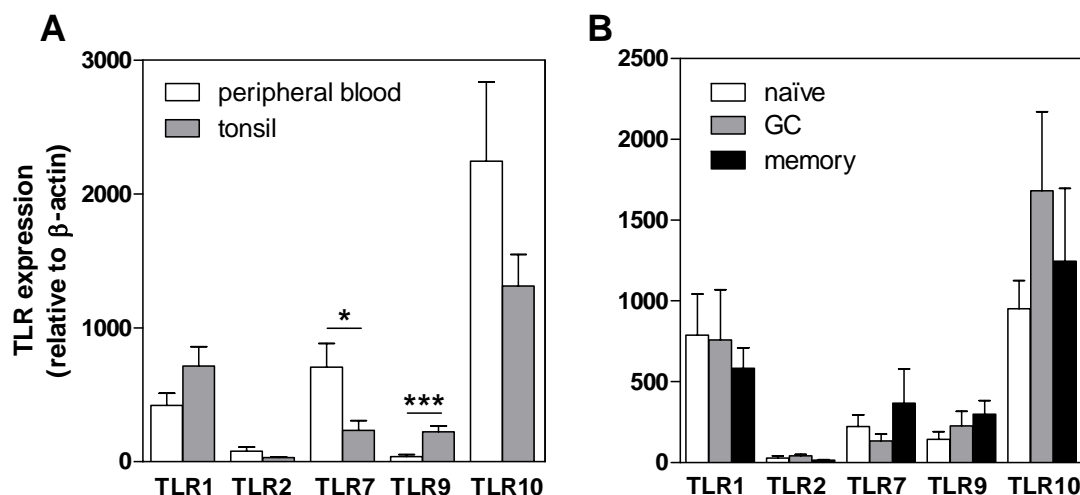 A
TLR expression
(relative to β-actin)
3000
2000
1000
0
peripheral blood
tonsil
*
***
TLR1 TLR2 TLR7 TLR9 TLR10
B
2500
2000
1500
1000
500
0
naïve
GC
memory
TLR1 TLR2 TLR7 TLR9 TLR10